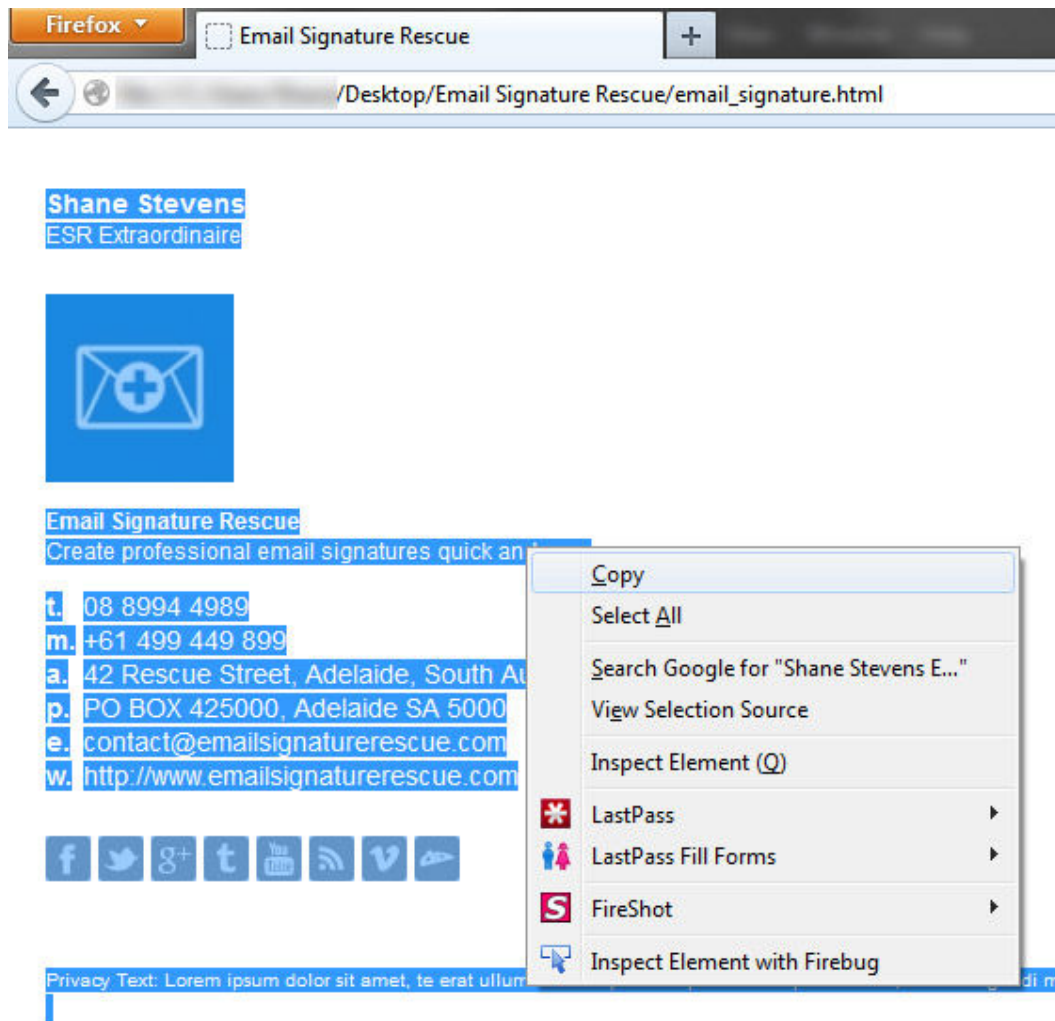 Firefox
Email Signature Rescue
+
/Desktop/Email Signature Rescue/email_signature.html
Shane Stevens
ESR Extraordinaire
Email Signature Rescue
Create professional email signatures quick an
t. 08 8994 4989
m. +61 499 449 899
a. 42 Rescue Street, Adelaide, South Au
p. PO BOX 425000, Adelaide SA 5000
e. contact@emailsignaturerescue.com
w. http://www.emailsignaturerescue.com
f g+ t You Tube v
Privacy Text: Lorem ipsum dolor sit amet, te erat ullum
Copy
Select All
Search Google for "Shane Stevens E..."
View Selection Source
Inspect Element (Q)
LastPass
LastPass Fill Forms
S FireShot
Inspect Element with Firebug